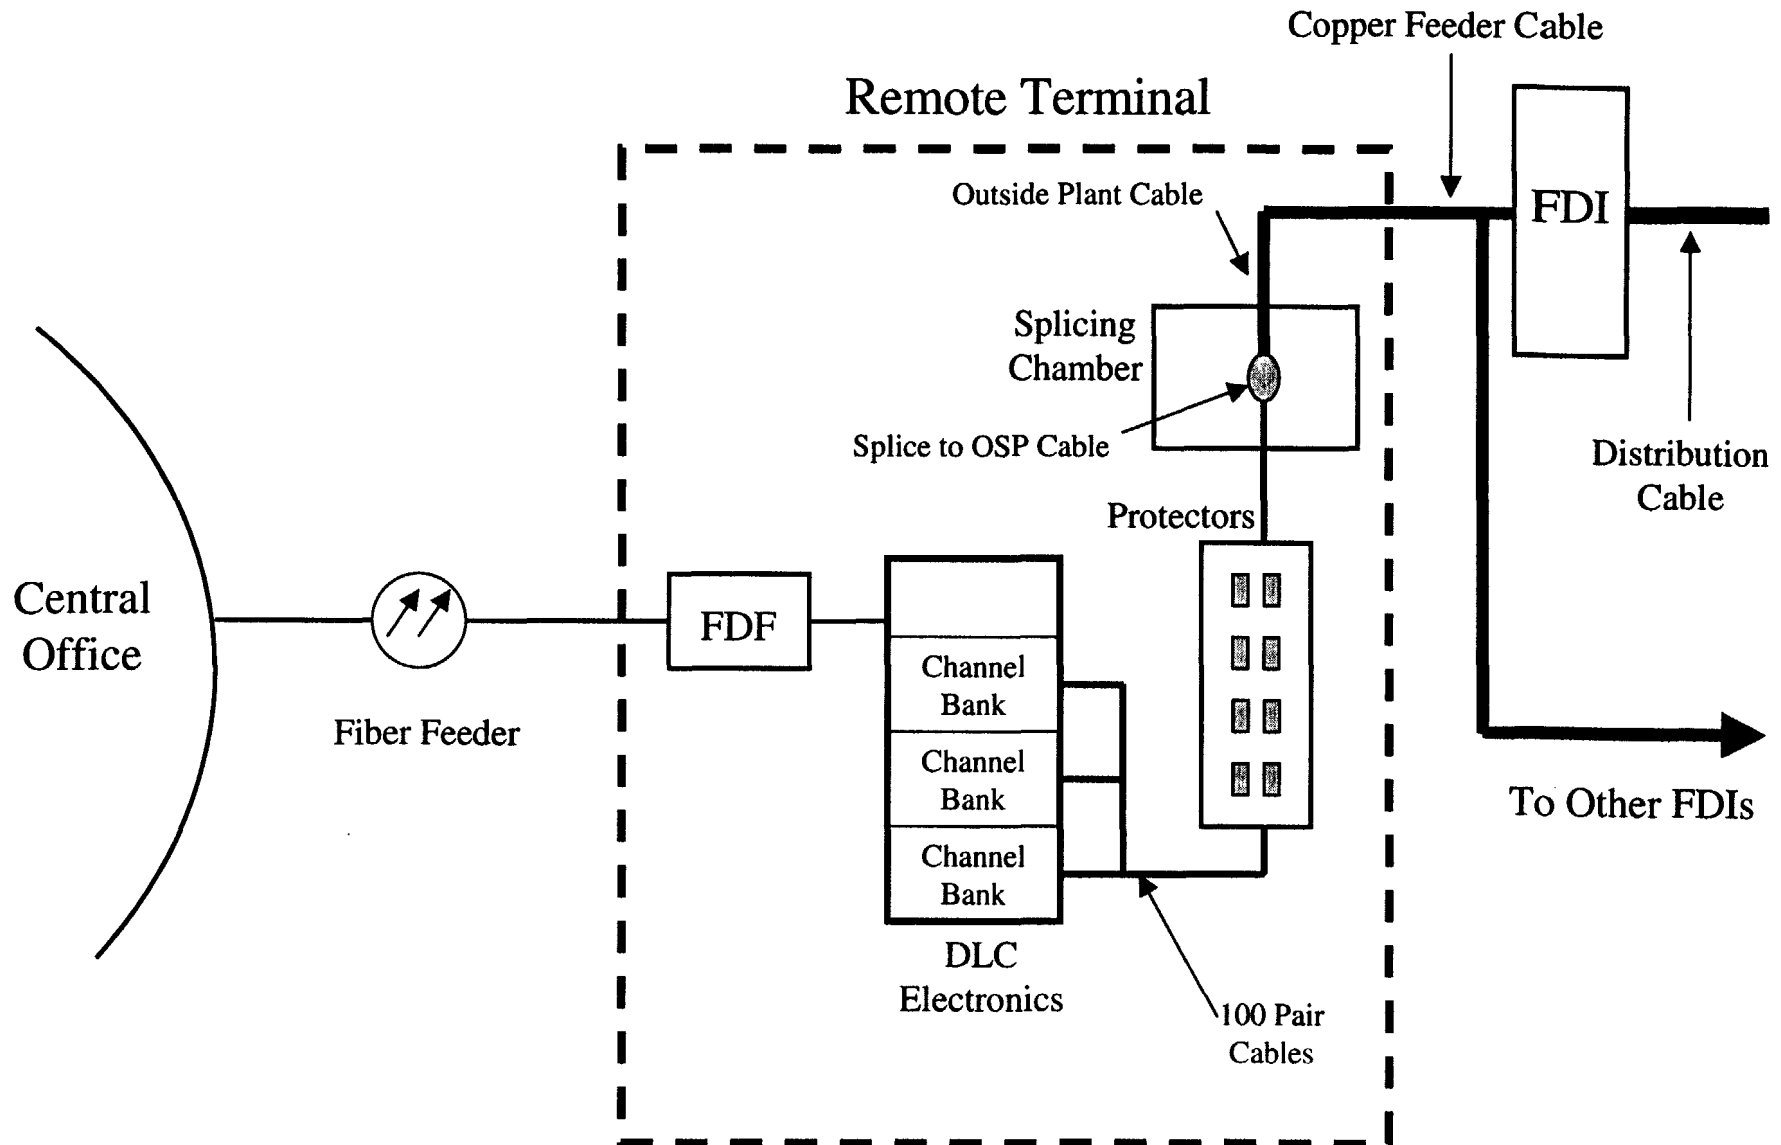 Copper Feeder Cable
Remote Terminal
Outside Plant Cable
FDI
Splicing
Chamber
Splice to OSP Cable
Distribution
Cable
Protectors
Central
Office
FDF
Fiber Feeder
Channel
Bank
Channel
Bank
Channel
Bank
To Other FDIs
DLC
Electronics
100 Pair
Cables